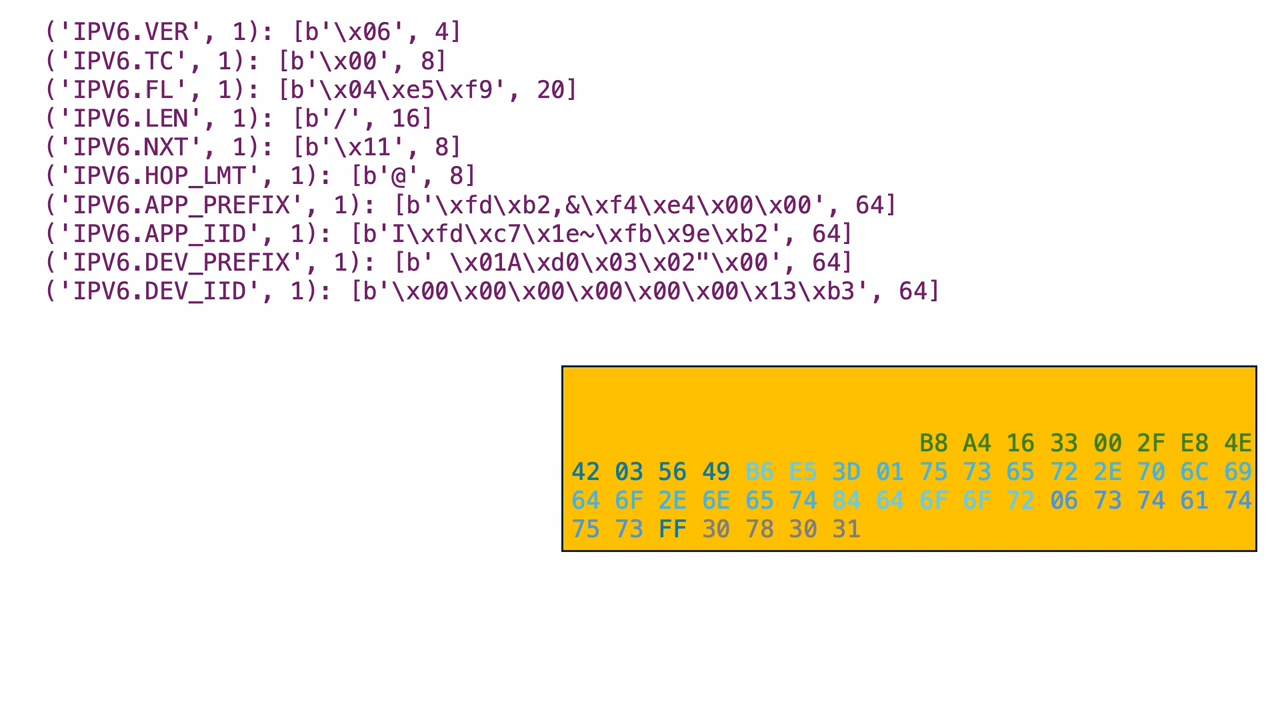 ('IPV6.VER', 1): [b'\x06', 4]
('IPV6.TC', 1): [b'\x00', 8]
('IPV6.FL', 1): [b'\x04\xe5\xf9', 20]
('IPV6.LEN', 1): [b'/', 16]
('IPV6.NXT', 1): [b'\x11', 8]
('IPV6.HOP_LMT', 1): [b'@', 8]
('IPV6.APP_PREFIX', 1): [b'\xfd\xb2,&\xf4\xe4\x00\x00', 64]
('IPV6.APP_IID', 1): [b'I\xfd\xc7\x1e~\xfb\x9e\xb2', 64]
('IPV6.DEV_PREFIX', 1): [b' \x01A\xd0\x03\x02"\x00', 64]
('IPV6.DEV_IID', 1): [b'\x00\x00\x00\x00\x00\x00\x13\xb3', 64]
B8 A4 16 33 00 2F E8 4E
42 03 56 49 B6 E5 3D 01 75 73 65 72 2E 70 6C 69
64 6F 2E 6E 65 74 84 64 6F 6F 72 06 73 74 61 74
75 73 FF 30 78 30 31